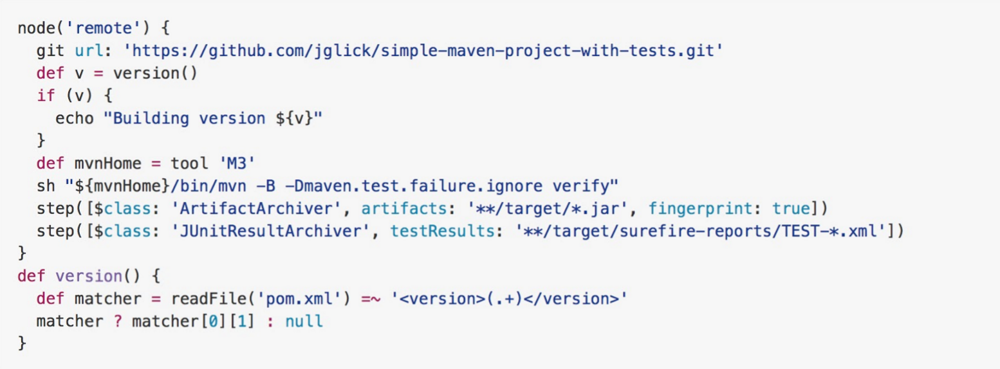 node('remote') {
  git url: 'https://github.com/jglick/simple-maven-project-with-tests.git'
  def v = version()
  if (v) {
    echo "Building version ${v}"
  }
  def mvnHome = tool 'M3'
  sh "${mvnHome}/bin/mvn -B -Dmaven.test.failure.ignore verify"
  step([$class: 'ArtifactArchiver', artifacts: '**/target/*.jar', fingerprint: true])
  step([$class: 'JUnitResultArchiver', testResults: '**/target/surefire-reports/TEST-*.xml'])
}
def version() {
  def matcher = readFile('pom.xml') =~ '<version>(.+)</version>'
  matcher ? matcher[0][1] : null
}